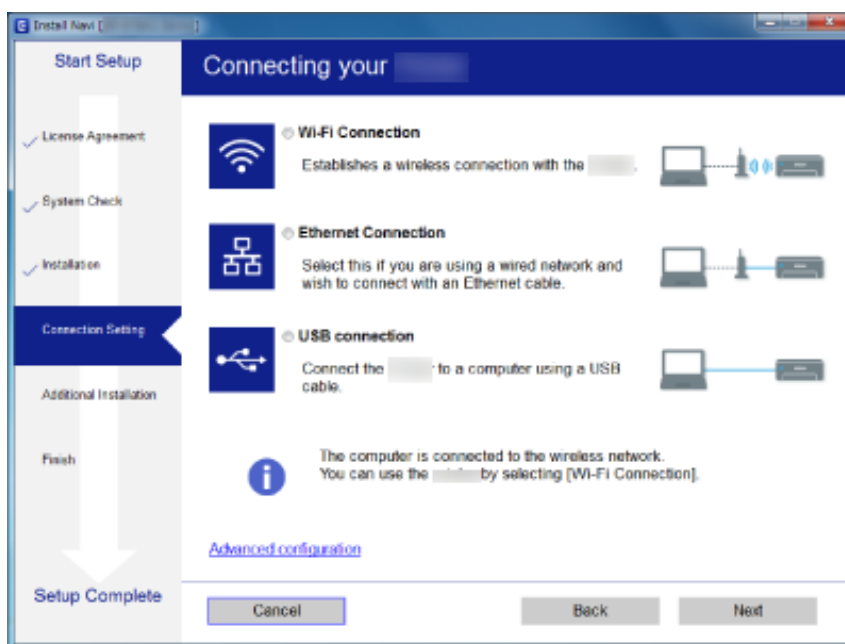 Install Navi [
]
Start Setup
License Agreement
System Check
Installation
Connection Setting
Additional Installation
Finish
Setup Complete
Connecting your
Wi-Fi Connection
Establishes a wireless connection with the .
Ethernet Connection
Select this if you are using a wired network and
wish to connect with an Ethernet cable.
USB connection
Connect the to a computer using a USB
cable.
The computer is connected to the wireless network.
You can use the by selecting [Wi-Fi Connection].
Advanced configuration
Cancel
Back
Next